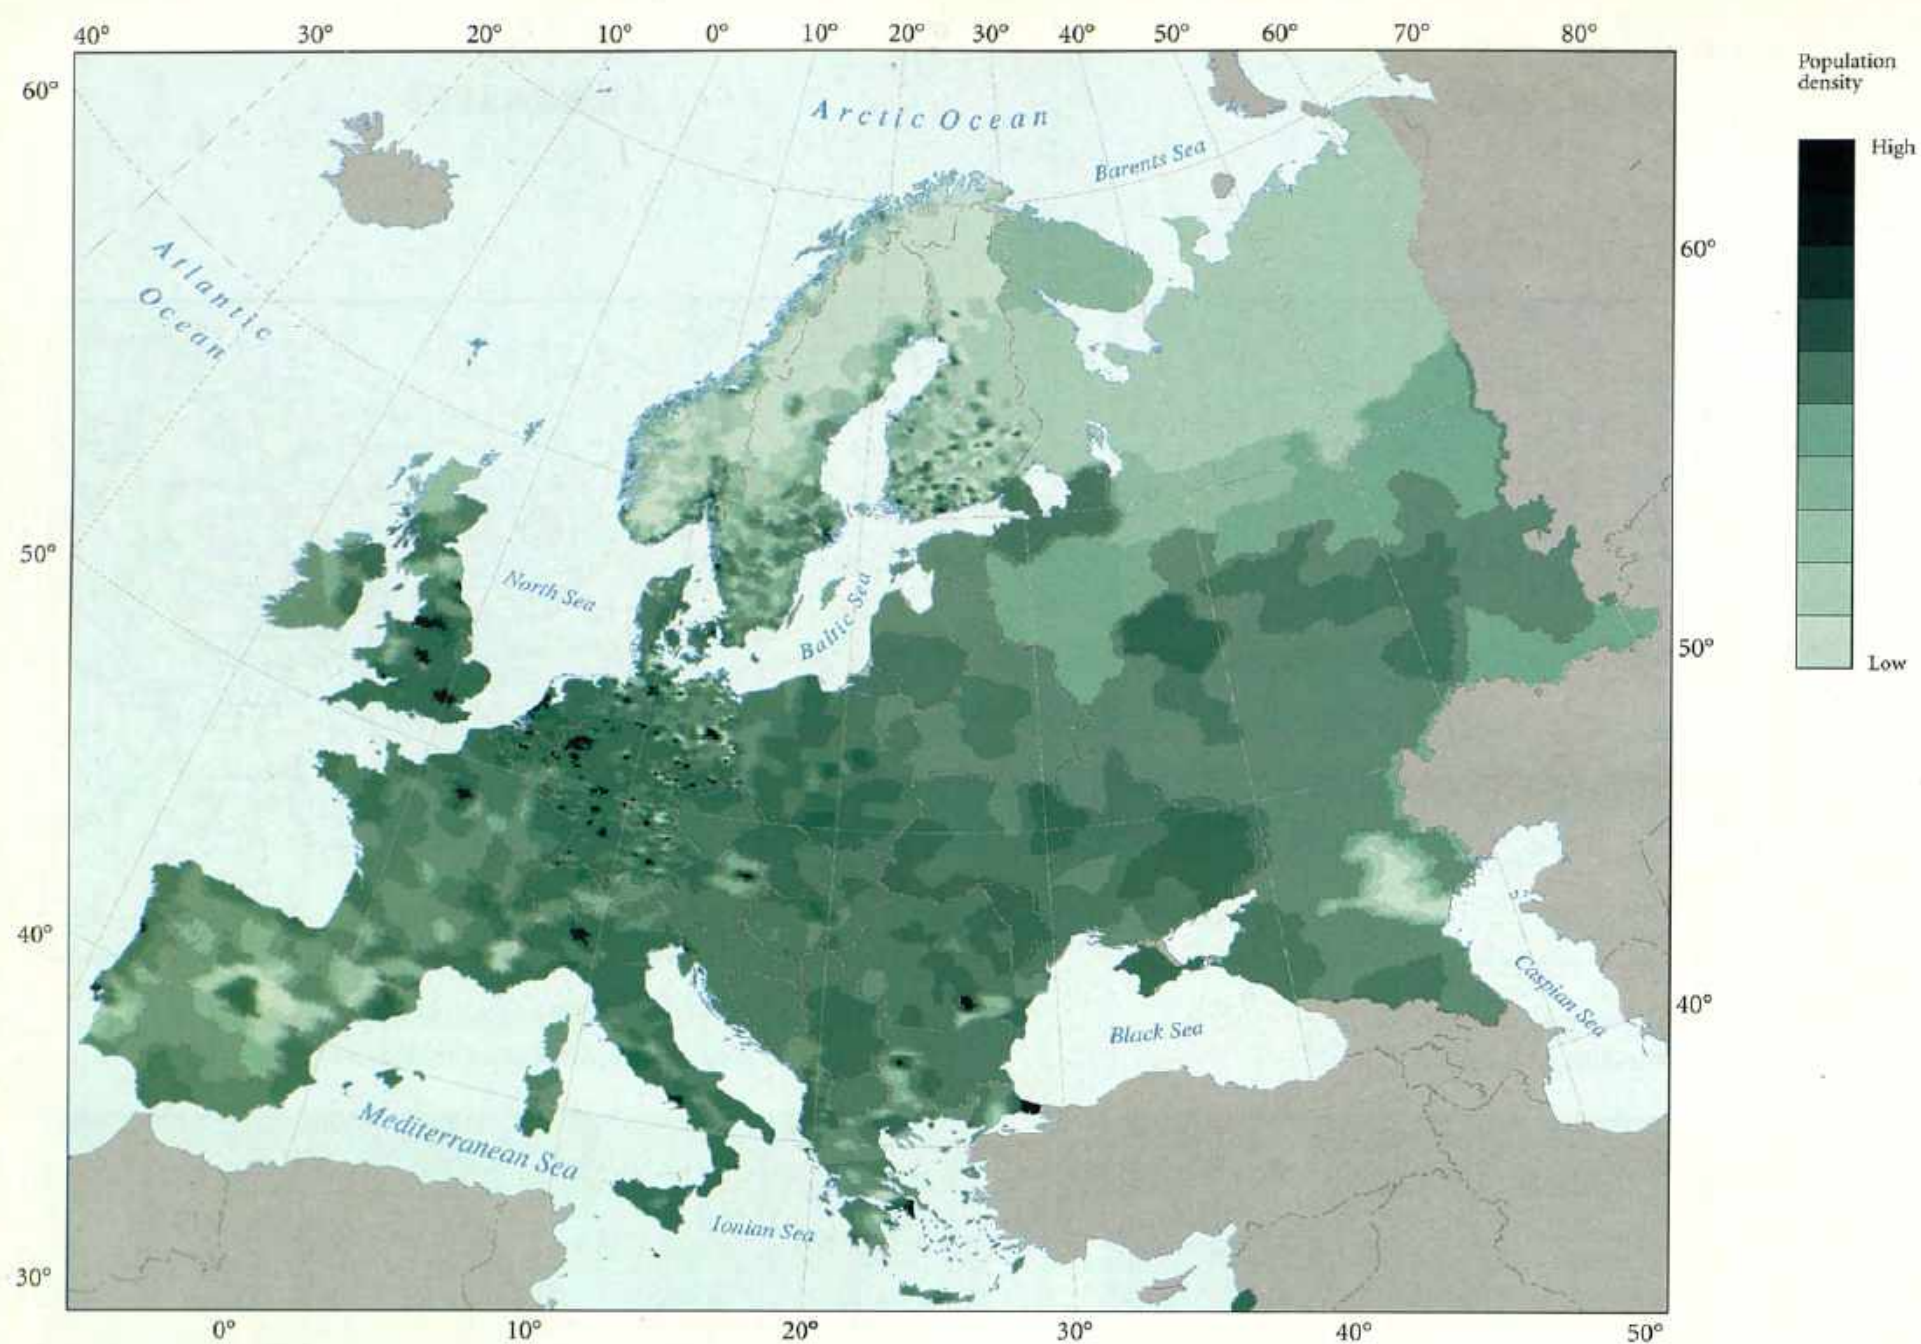 40° 30° 20° 10° 0° 10° 20° 30° 40° 50° 60° 70° 80°
Population
density
High
Low
60°
50°
40°
30°
60°
50°
40°
Arctic Ocean
Barents Sea
Atlantic
Ocean
North Sea
Baltic Sea
Caspian Sea
Black Sea
Mediterranean Sea
Ionian Sea
0° 10° 20° 30° 40° 50°